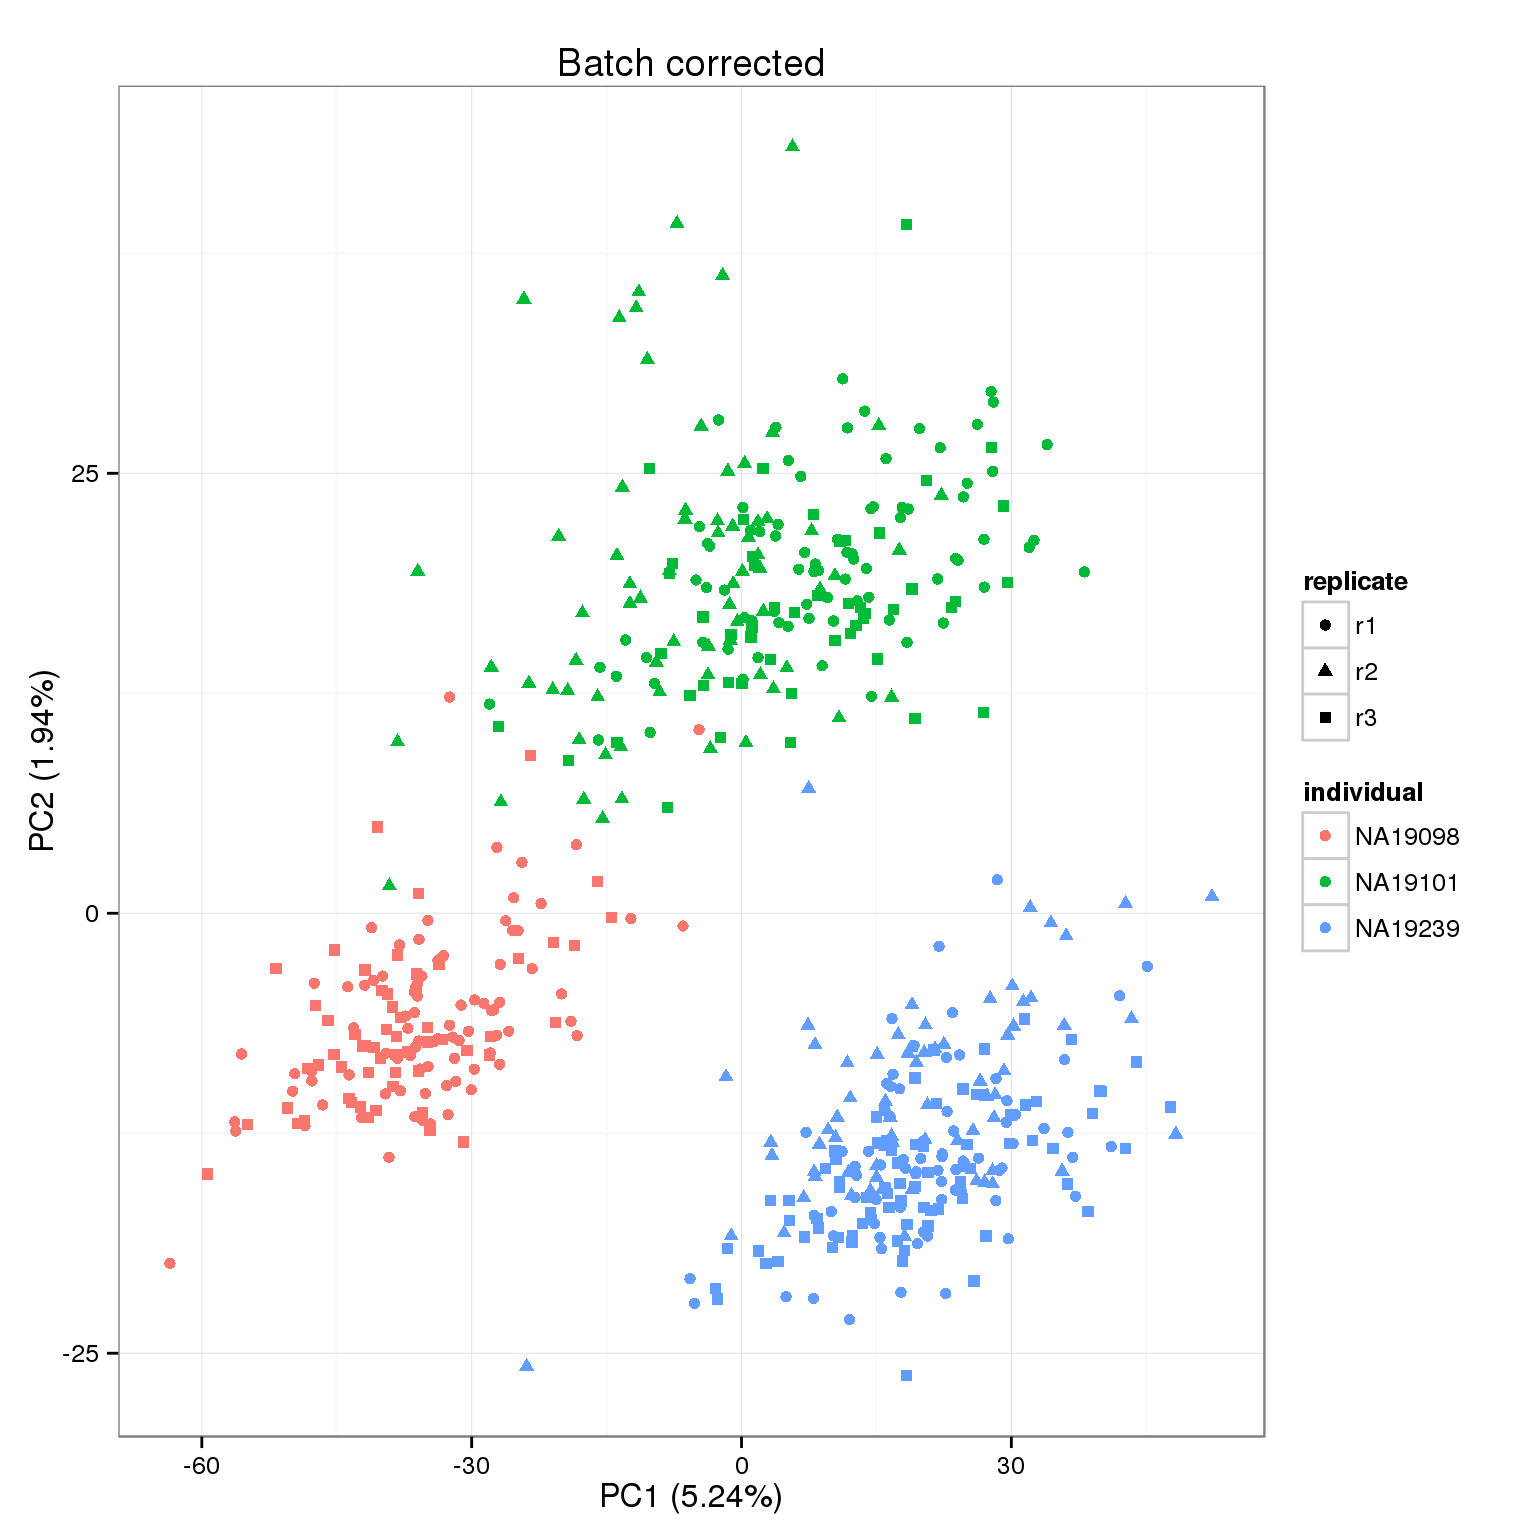 Batch corrected
PC2 (1.94%)
25
0
-25
-60
-30
0
30
PC1 (5.24%)
replicate
r1
r2
r3
individual
NA19098
NA19101
NA19239